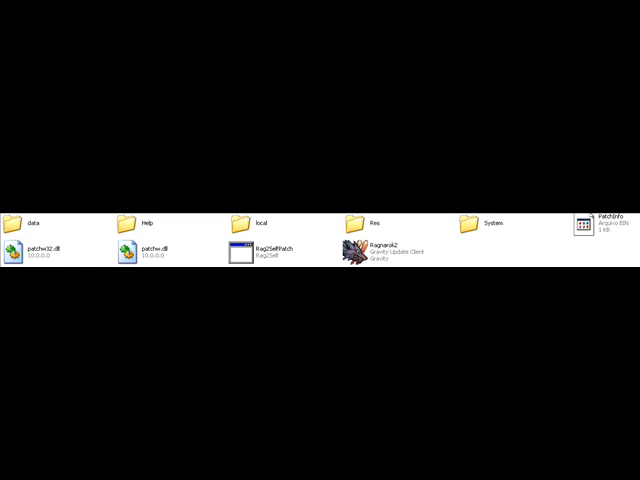 data
Help
local
Res
System
PatchInfo
Arquivo BIN
1 KB
patchw32.dll
10.0.0.0
patchw.dll
10.0.0.0
Rag2SelfPatch
Rag2Self
Ragnarok2
Gravity Update Client
Gravity